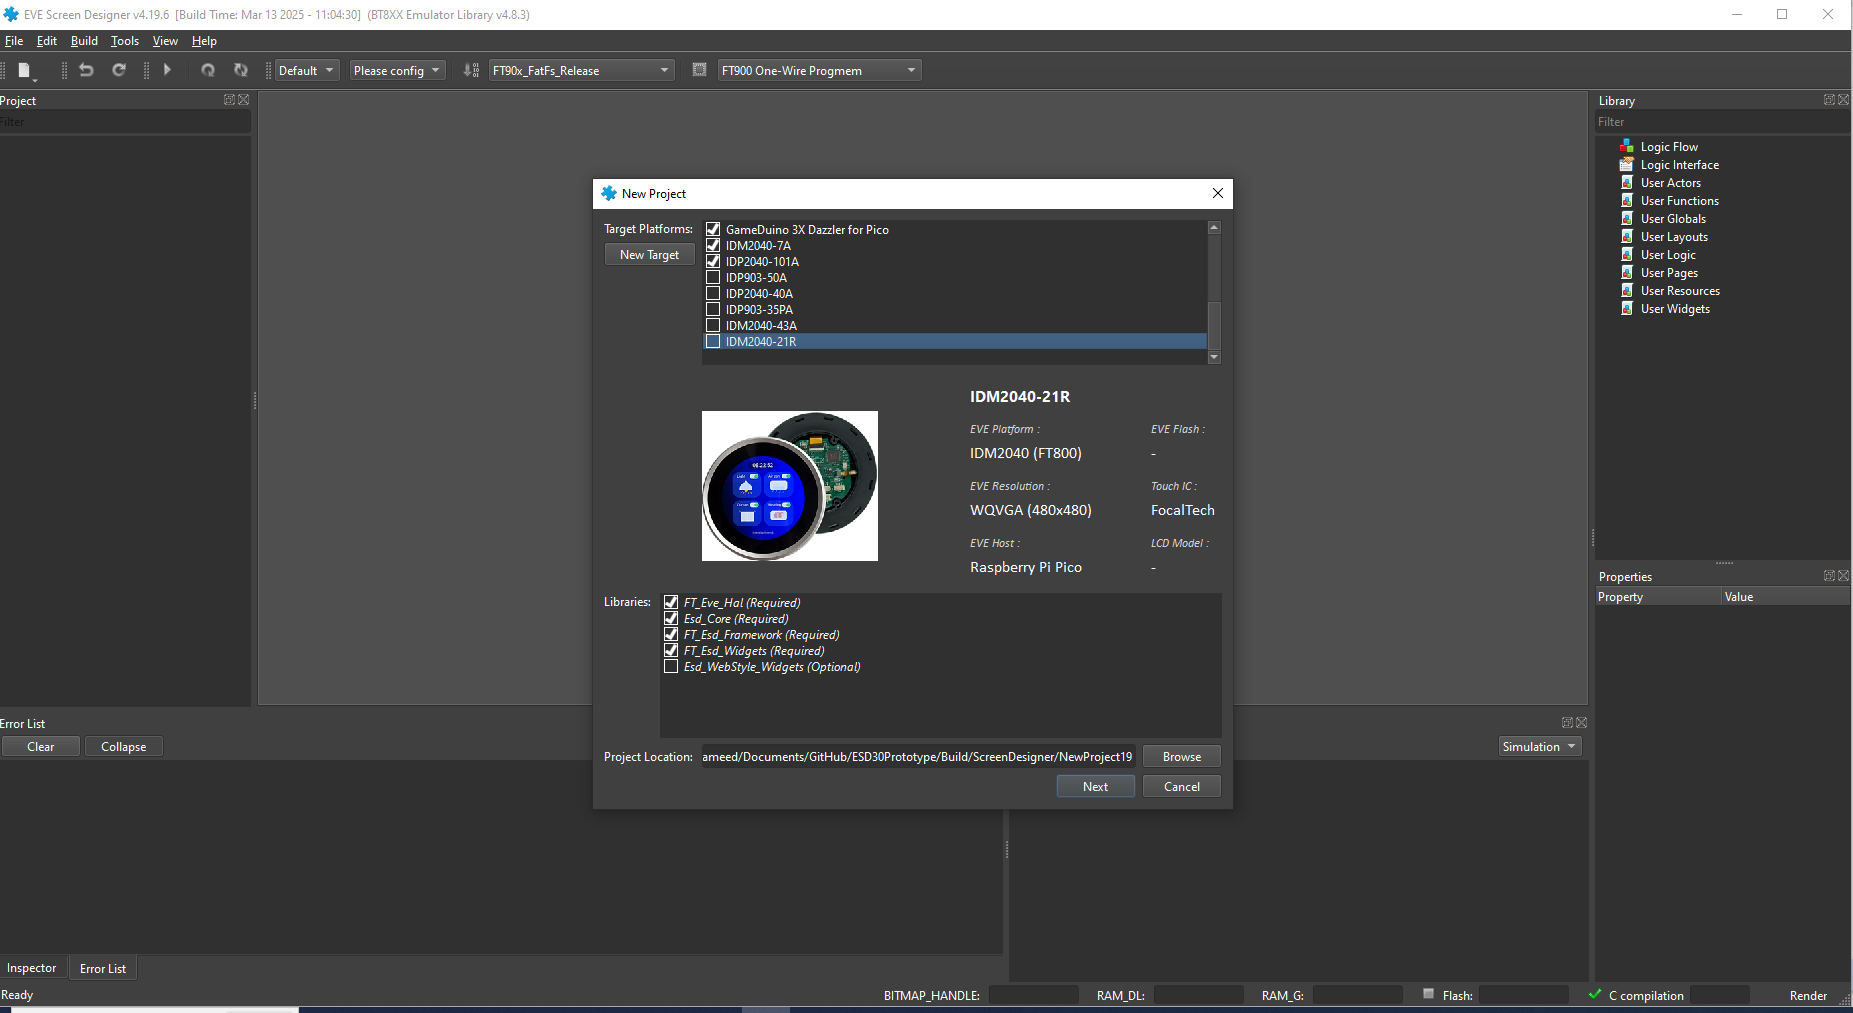 EVE Screen Designer v4.19.6  [Build Time: Mar 13 2025 - 11:04:30]  (BT8XX Emulator Library v4.8.3)
File Edit Build Tools View Help
Default Please config FT90x_FatFs_Release FT900 One-Wire Progmem
Project
Filter
Library
Filter
Logic Flow
Logic Interface
User Actors
User Functions
User Globals
User Layouts
User Logic
User Pages
User Resources
User Widgets
New Project
Target Platforms:
New Target
GameDuino 3X Dazzler for Pico
IDM2040-7A
IDP2040-101A
IDP903-50A
IDP2040-40A
IDP903-35PA
IDM2040-43A
IDM2040-21R
IDM2040-21R
EVE Platform : EVE Flash :
IDM2040 (FT800) -
EVE Resolution : Touch IC :
WQVGA (480x480) FocalTech
EVE Host : LCD Model :
Raspberry Pi Pico -
Libraries:
FT_Eve_Hal (Required)
Esd_Core (Required)
FT_Esd_Framework (Required)
FT_Esd_Widgets (Required)
Esd_WebStyle_Widgets (Optional)
Project Location: ameed/Documents/GitHub/ESD30Prototype/Build/ScreenDesigner/NewProject19 Browse
Next Cancel
Properties
Property Value
Error List
Clear Collapse
Simulation
Inspector Error List
Ready
BITMAP_HANDLE: RAM_DL: RAM_G: Flash: C compilation Render